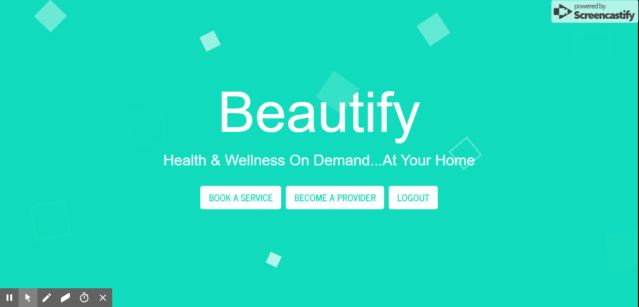 powered by
Screencastify
Beautify
Health & Wellness On Demand...At Your Home
BOOK A SERVICE BECOME A PROVIDER LOGOUT